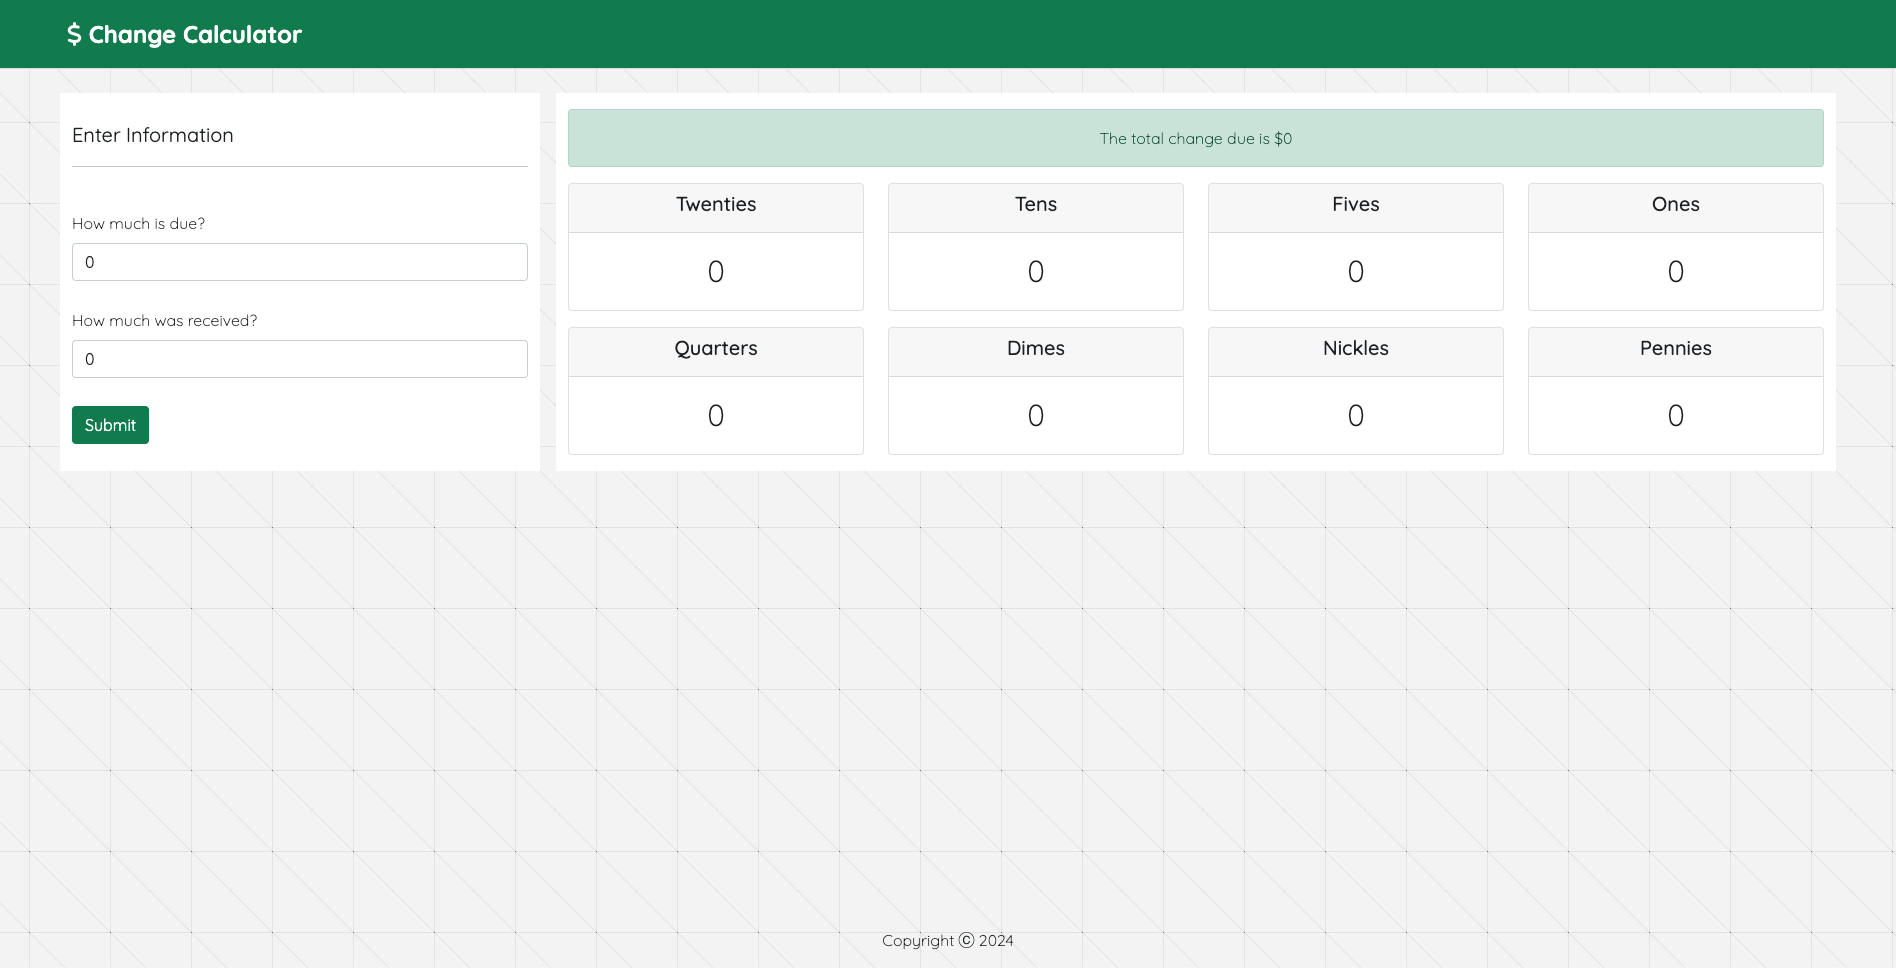 $ Change Calculator
Enter Information
How much is due?
0
How much was received?
0
Submit
The total change due is $0
Twenties
0
Tens
0
Fives
0
Ones
0
Quarters
0
Dimes
0
Nickles
0
Pennies
0
Copyright © 2024